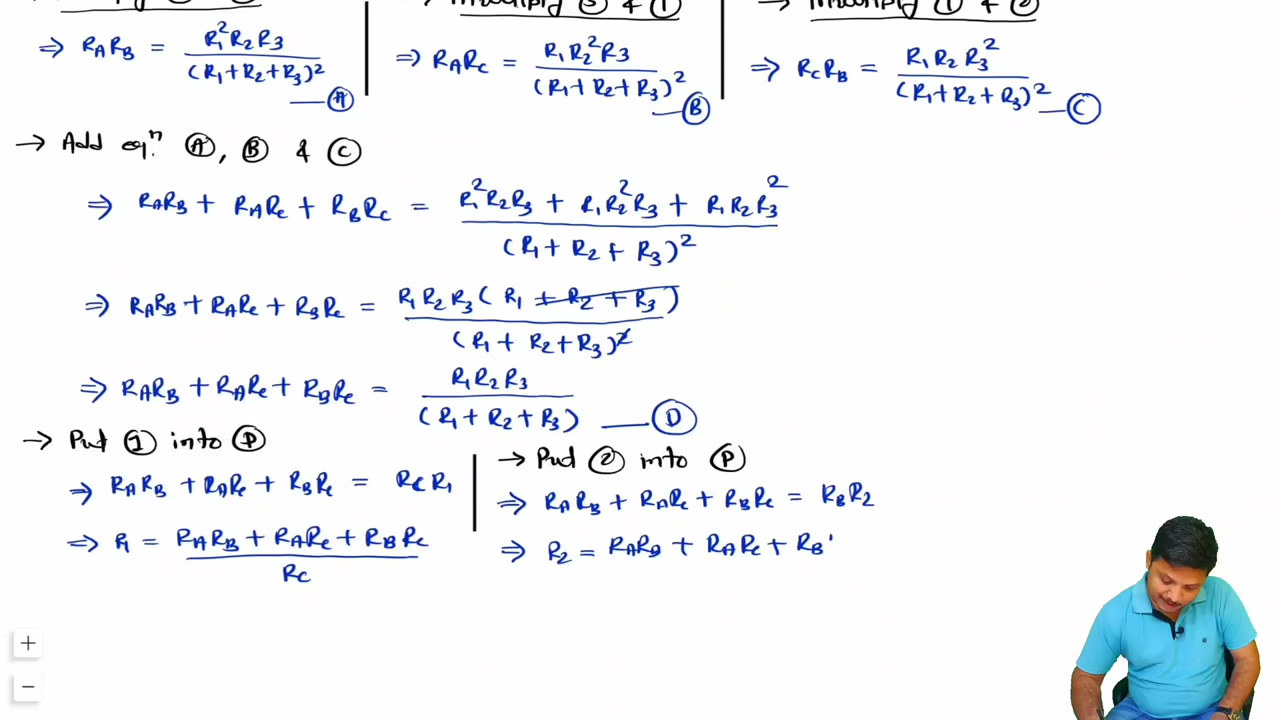 ⇒ RARB = R1²R2R3 / (R1+R2+R3)² —Ⓐ
⇒ RARC = R1R2²R3 / (R1+R2+R3)² —Ⓑ
⇒ RCRB = R1R2R3² / (R1+R2+R3)² —Ⓒ
→ Add eqⁿ. Ⓐ, Ⓑ & Ⓒ
⇒ RARB + RARC + RBRC = R1²R2R3 + R1R2²R3 + R1R2R3² / (R1+R2+R3)²
⇒ RARB + RARC + RBRC = R1R2R3(R1+R2+R3) / (R1+R2+R3)²
⇒ RARB + RARC + RBRC = R1R2R3 / (R1+R2+R3) —Ⓓ
→ Put ① into Ⓓ
⇒ RARB + RARC + RBRC = RCR1
⇒ R1 = RARB + RARC + RBRC / RC
→ Put ② into Ⓓ
⇒ RARB + RARC + RBRC = RBR2
⇒ R2 = RARB + RARC + RB
+
−